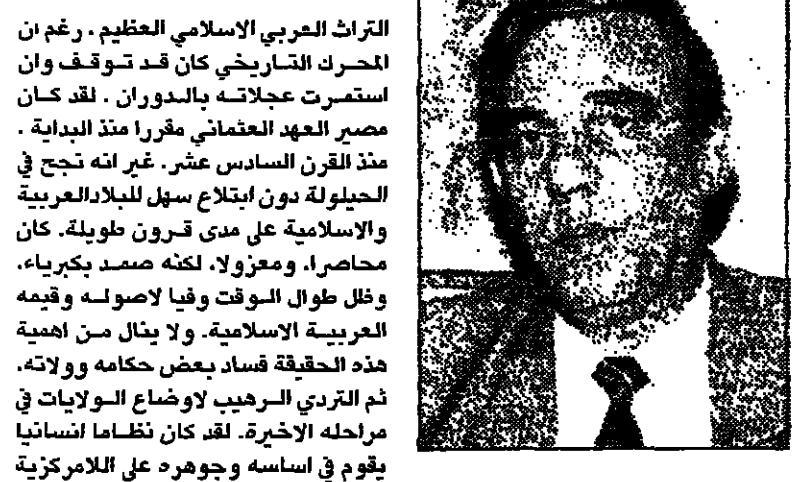 التراث العربي الاسلامي العظيم . رغم ان
المحرك التاريخي كان قد توقف وان
استمرت عجلاته بالدوران . لقد كان
مصير العهد العثماني مقررا منذ البداية .
منذ القرن السادس عشر. غير انه نجح في
الحيلولة دون ابتلاع سهل للبلادالعربية
والاسلامية على مدى قرون طويلة. كان
محاصرا، ومعزولا، لكنه صمد بكبرياء،
وظل طوال الوقت وفيا لاصوله وقيمه
العربية الاسلامية. ولا ينال من اهمية
هذه الحقيقة فساد بعض حكامه وولاته،
ثم التردي الرهيب لاوضاع الولايات في
مراحله الاخيرة. لقد كان نظاما انسانيا
يقوم في اساسه وجوهره على اللامركزية